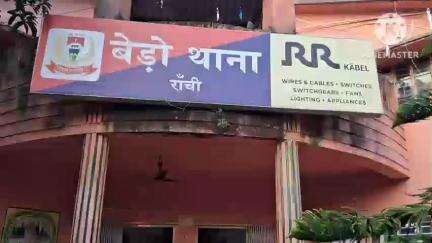 बेड़ो थाना
राँची
RR
KABEL
WIRES & CABLES • SWITCHES
SWITCHGEARS • FANS
LIGHTING • APPLIANCES